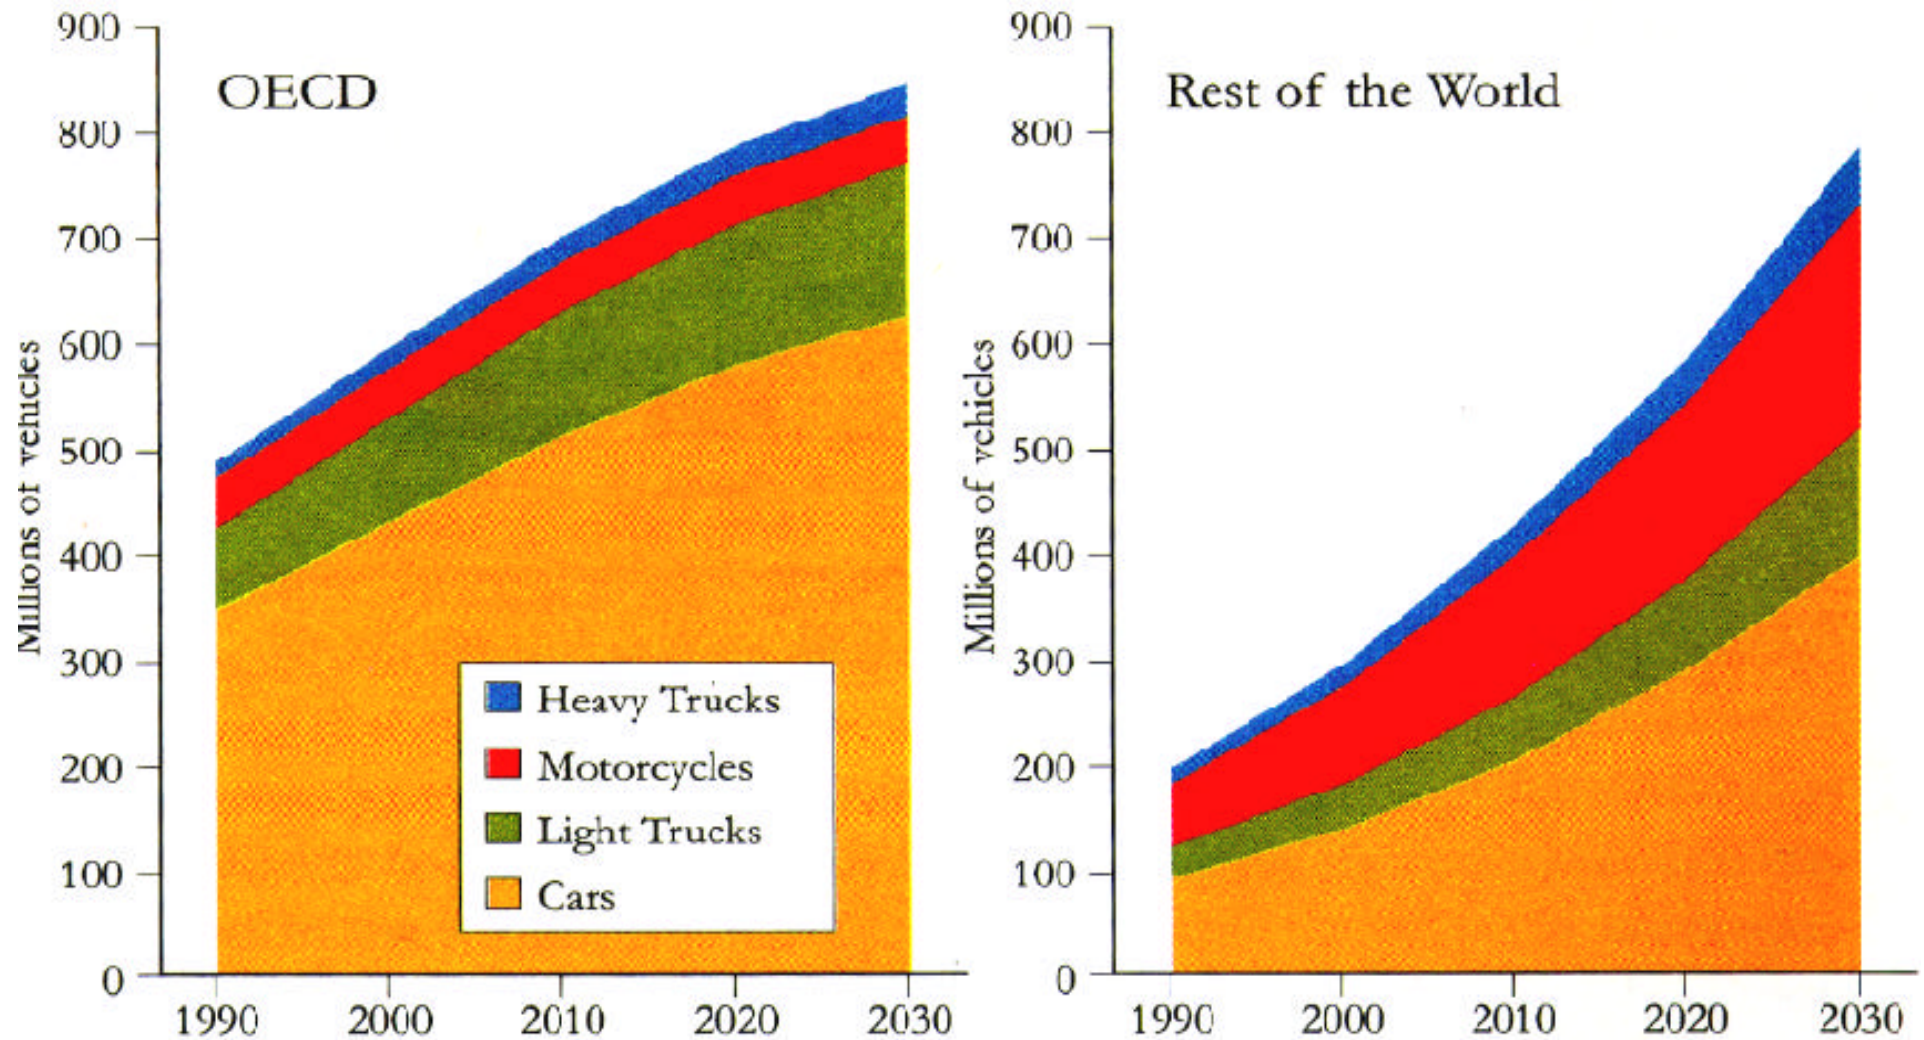 OECD
900
800
700
600
500
400
300
200
100
0
Millions of vehicles
1990 2000 2010 2020 2030
Heavy Trucks
Motorcycles
Light Trucks
Cars
Rest of the World
900
800
700
600
500
400
300
200
100
0
Millions of vehicles
1990 2000 2010 2020 2030